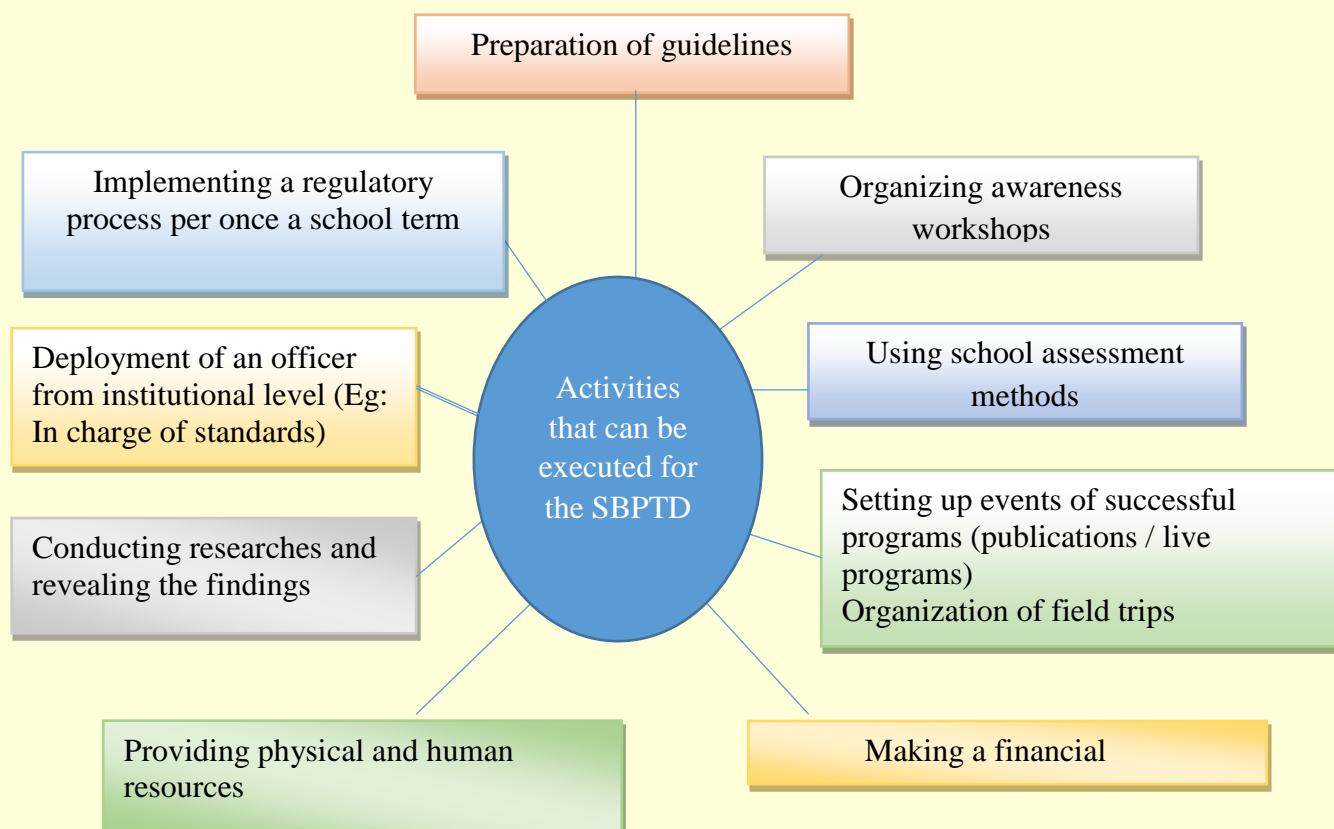 Preparation of guidelines
Implementing a regulatory
process per once a school term
Organizing awareness
workshops
Deployment of an officer
from institutional level (Eg:
In charge of standards)
Using school assessment
methods
Activities
that can be
executed for
the SBPTD
Conducting researches and
revealing the findings
Setting up events of successful
programs (publications / live
programs)
Organization of field trips
Providing physical and human
resources
Making a financial